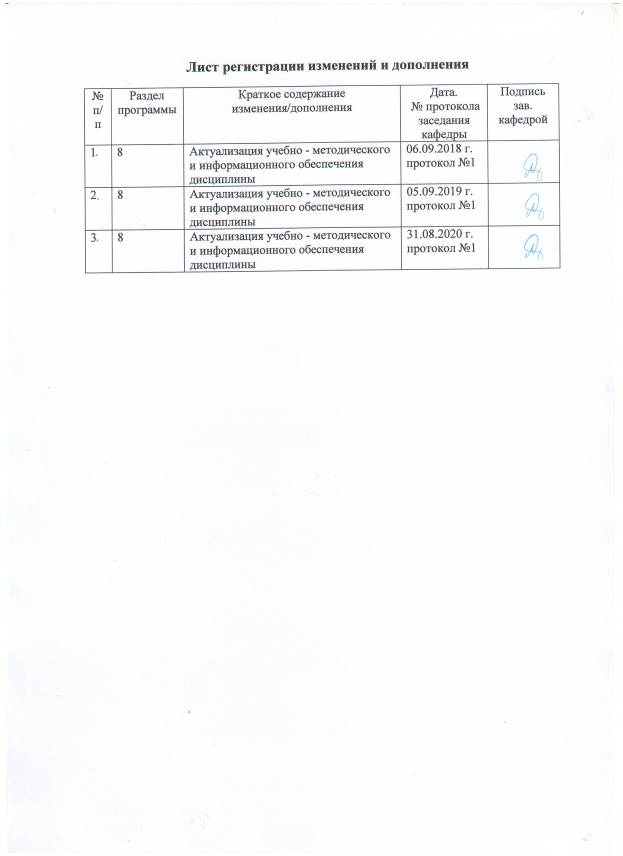 Лист регистрации изменений и дополнения
№ п/п Раздел программы Краткое содержание изменения/дополнения Дата. № протокола заседания кафедры Подпись зав. кафедрой
1. 8 Актуализация учебно - методического 06.09.2018 г.
и информационного обеспечения протокол №1
дисциплины
2. 8 Актуализация учебно - методического 05.09.2019 г.
и информационного обеспечения протокол №1
дисциплины
3. 8 Актуализация учебно - методического 31.08.2020 г.
и информационного обеспечения протокол №1
дисциплины